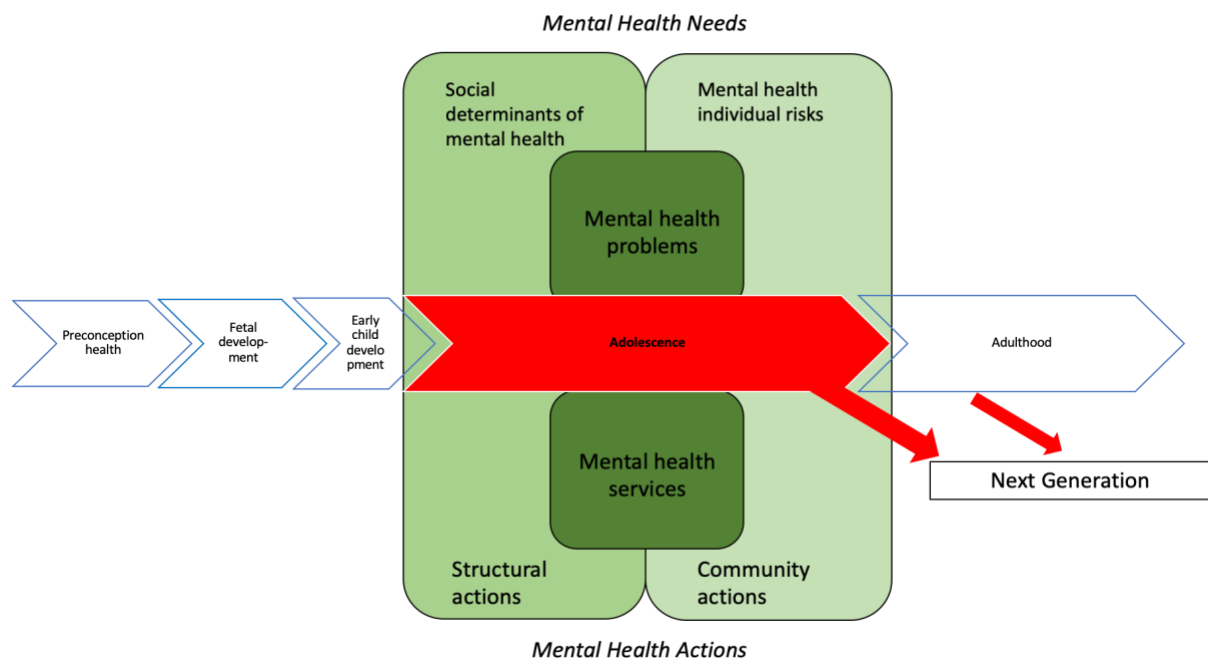 Mental Health Needs
Social
determinants of
mental health
Mental health
individual risks
Mental health
problems
Preconception
health
Fetal
develop-
ment
Early
child
develo
pment
Adolescence
Adulthood
Mental health
services
Next Generation
Structural
actions
Community
actions
Mental Health Actions